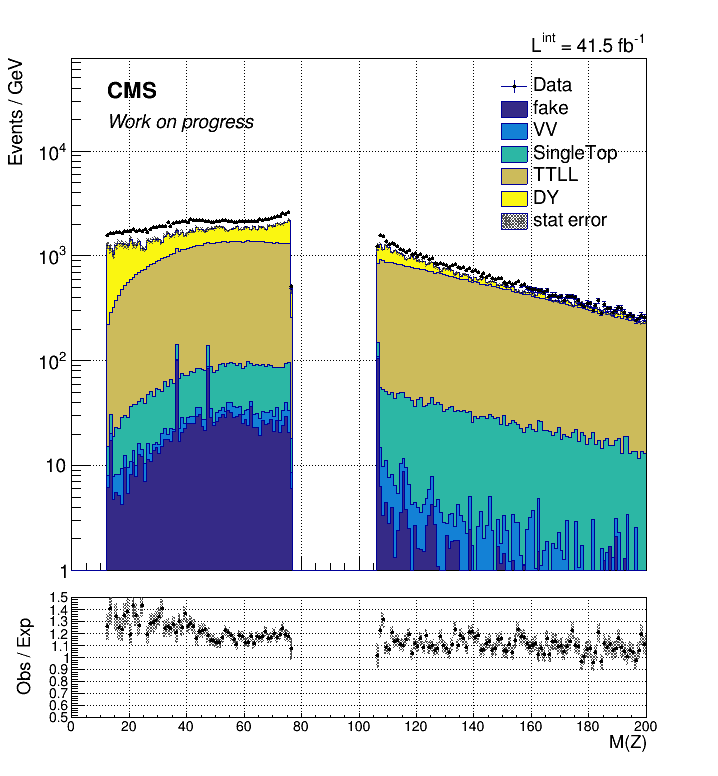 L^int = 41.5 fb^-1
Events / GeV
CMS
Work on progress
Data
fake
VV
SingleTop
TTLL
DY
stat error
10^4
10^3
10^2
10
1
Obs / Exp
1.5
1.4
1.3
1.2
1.1
1
0.9
0.8
0.7
0.6
0.5
0 20 40 60 80 100 120 140 160 180 200
M(Z)